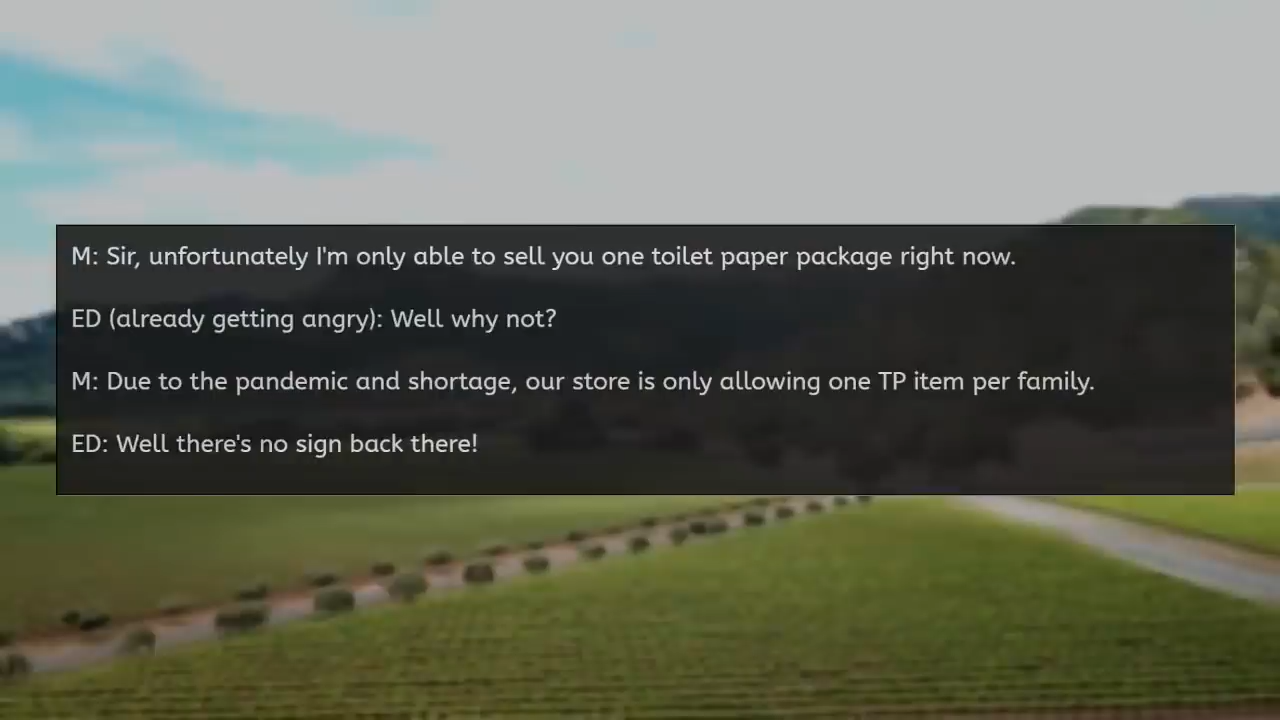 M: Sir, unfortunately I'm only able to sell you one toilet paper package right now.
ED (already getting angry): Well why not?
M: Due to the pandemic and shortage, our store is only allowing one TP item per family.
ED: Well there's no sign back there!